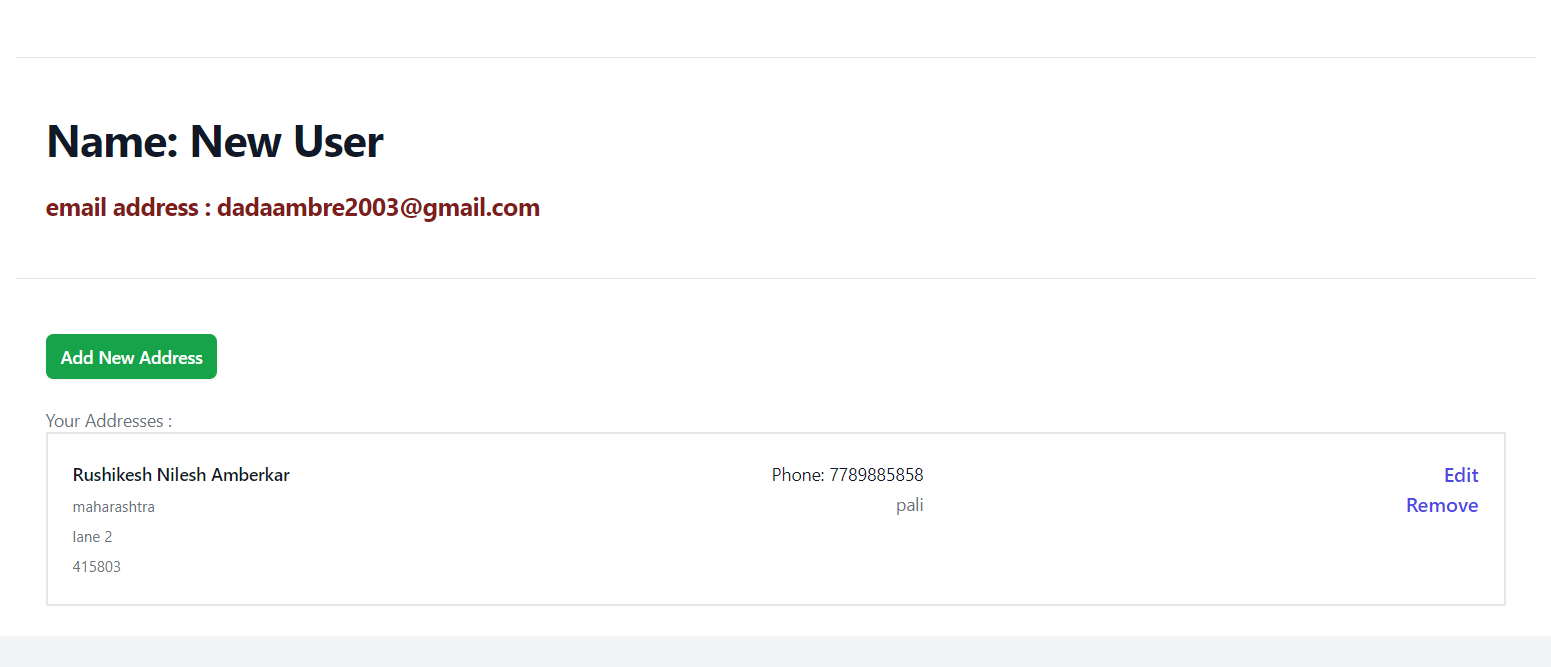 Name: New User
email address : dadaambre2003@gmail.com
Add New Address
Your Addresses :
Rushikesh Nilesh Amberkar
maharashtra
lane 2
415803
Phone: 7789885858
pali
Edit
Remove